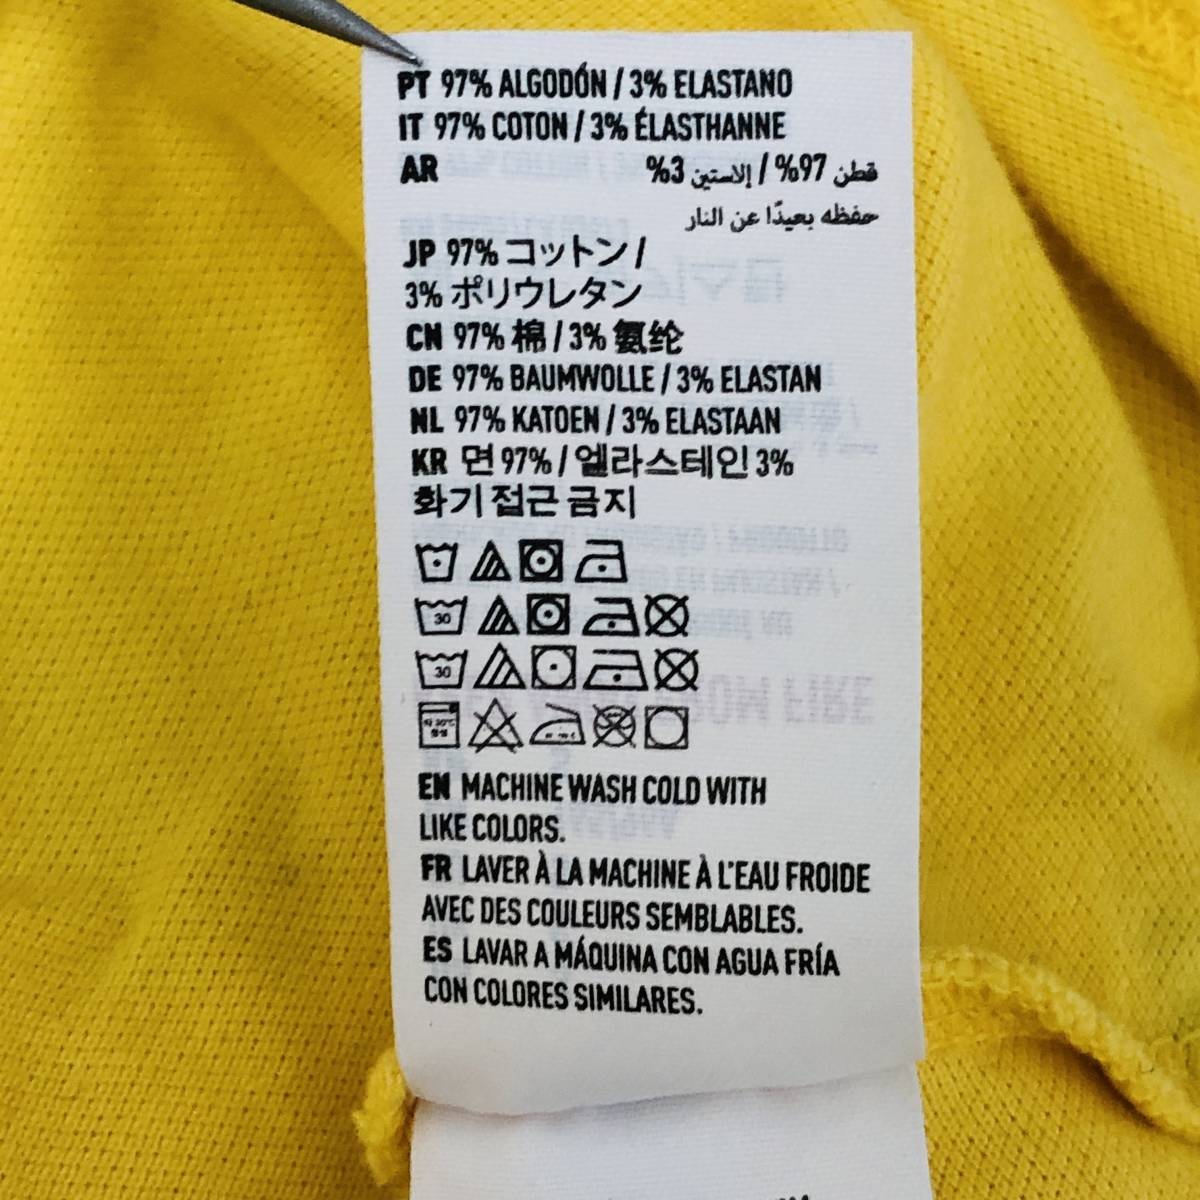 PT 97% ALGODÓN / 3% ELASTANO
IT 97% COTON / 3% ÉLASTHANNE
AR قطن 97% / إلاستين 3%
حفظه بعيدًا عن النار
JP 97% コットン /
3% ポリウレタン
CN 97% 棉 / 3% 氨纶
DE 97% BAUMWOLLE / 3% ELASTAN
NL 97% KATOEN / 3% ELASTAAN
KR 면 97% / 엘라스테인 3%
화기 접근 금지
30
30
EN MACHINE WASH COLD WITH
LIKE COLORS.
FR LAVER À LA MACHINE À L'EAU FROIDE
AVEC DES COULEURS SEMBLABLES.
ES LAVAR A MÁQUINA CON AGUA FRÍA
CON COLORES SIMILARES.